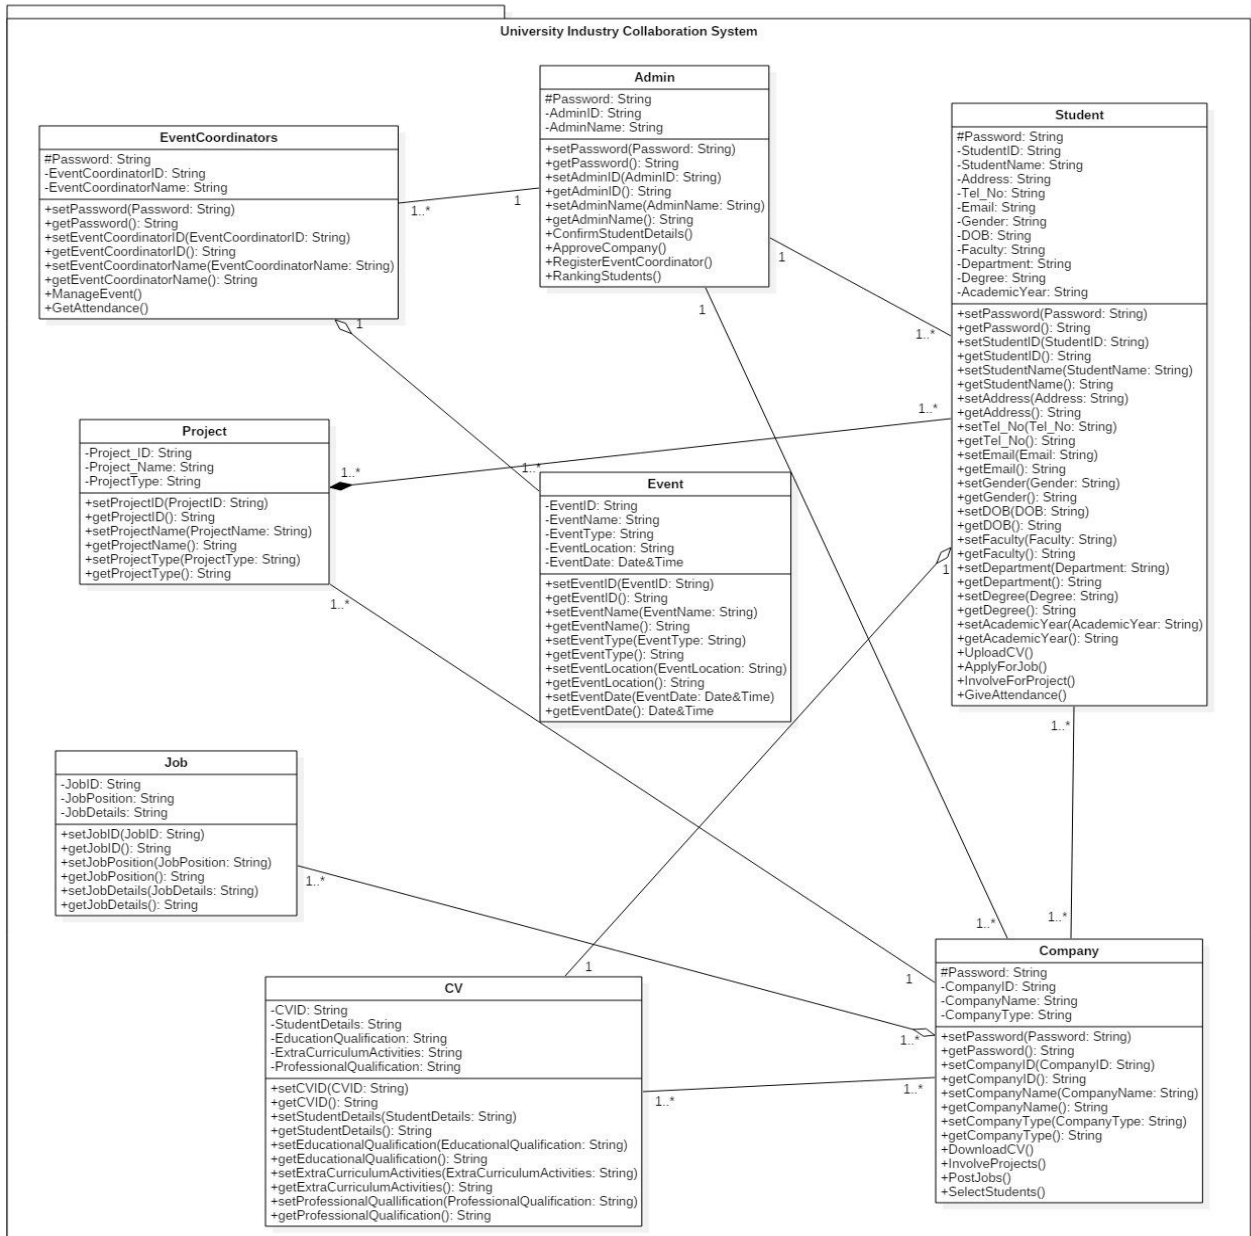 University Industry Collaboration System
Admin
#Password: String
-AdminID: String
-AdminName: String
+setPassword(Password: String)
+getPassword(): String
+setAdminID(AdminID: String)
+getAdminID(): String
+setAdminName(AdminName: String)
+getAdminName(): String
+ConfirmStudentDetails()
+ApproveCompany()
+RegisterEventCoordinator()
+RankingStudents()
EventCoordinators
#Password: String
-EventCoordinatorID: String
-EventCoordinatorName: String
+setPassword(Password: String)
+getPassword(): String
+setEventCoordinatorID(EventCoordinatorID: String)
+getEventCoordinatorID(): String
+setEventCoordinatorName(EventCoordinatorName: String)
+getEventCoordinatorName(): String
+ManageEvent()
+GetAttendance()
1..*
1
1
1..*
1
1
1..*
Student
#Password: String
-StudentID: String
-StudentName: String
-Address: String
-Tel_No: String
-Email: String
-Gender: String
-DOB: String
-Faculty: String
-Department: String
-Degree: String
-AcademicYear: String
+setPassword(Password: String)
+getPassword(): String
+setStudentID(StudentID: String)
+getStudentID(): String
+setStudentName(StudentName: String)
+getStudentName(): String
+setAddress(Address: String)
+getAddress(): String
+setTel_No(Tel_No: String)
+getTel_No(): String
+setEmail(Email: String)
+getEmail(): String
+setGender(Gender: String)
+getGender(): String
+setDOB(DOB: String)
+getDOB(): String
+setFaculty(Faculty: String)
+getFaculty(): String
+setDepartment(Department: String)
+getDepartment(): String
+setDegree(Degree: String)
+getDegree(): String
+setAcademicYear(AcademicYear: String)
+getAcademicYear(): String
+UploadCV()
+ApplyForJob()
+InvolveForProject()
+GiveAttendance()
Project
-Project_ID: String
-Project_Name: String
-ProjectType: String
+setProjectID(ProjectID: String)
+getProjectID(): String
+setProjectName(ProjectName: String)
+getProjectName(): String
+setProjectType(ProjectType: String)
+getProjectType(): String
1..*
1..*
1..*
Event
-EventID: String
-EventName: String
-EventType: String
-EventLocation: String
-EventDate: Date&Time
+setEventID(EventID: String)
+getEventID(): String
+setEventName(EventName: String)
+getEventName(): String
+setEventType(EventType: String)
+getEventType(): String
+setEventLocation(EventLocation: String)
+getEventLocation(): String
+setEventDate(EventDate: Date&Time)
+getEventDate(): Date&Time
1
1..*
1..*
Job
-JobID: String
-JobPosition: String
-JobDetails: String
+setJobID(JobID: String)
+getJobID(): String
+setJobPosition(JobPosition: String)
+getJobPosition(): String
+setJobDetails(JobDetails: String)
+getJobDetails(): String
1..*
1..*
1..*
1
1
CV
-CVID: String
-StudentDetails: String
-EducationQualification: String
-ExtraCurriculumActivities: String
-ProfessionalQualification: String
+setCVID(CVID: String)
+getCVID(): String
+setStudentDetails(StudentDetails: String)
+getStudentDetails(): String
+setEducationalQualification(EducationalQualification: String)
+getEducationalQualification(): String
+setExtraCurriculumActivities(ExtraCurriculumActivities: String)
+getExtraCurriculumActivities(): String
+setProfessionalQuallification(ProfessionalQualification: String)
+getProfessionalQualification(): String
1..*
1..*
1..*
Company
#Password: String
-CompanyID: String
-CompanyName: String
-CompanyType: String
+setPassword(Password: String)
+getPassword(): String
+setCompanyID(CompanyID: String)
+getCompanyID(): String
+setCompanyName(CompanyName: String)
+getCompanyName(): String
+setCompanyType(CompanyType: String)
+getCompanyType(): String
+DownloadCV()
+InvolveProjects()
+PostJobs()
+SelectStudents()